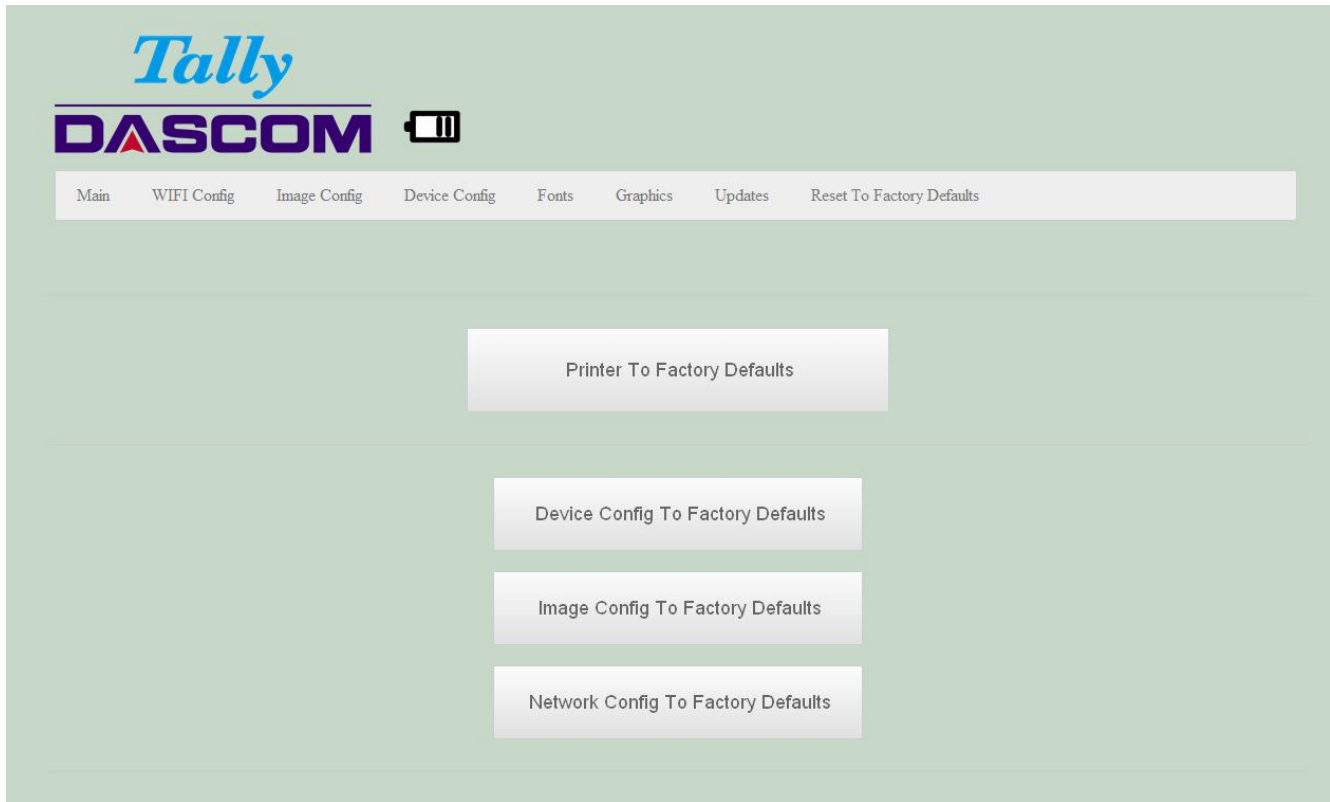 Tally
DASCOM
Main WIFI Config Image Config Device Config Fonts Graphics Updates Reset To Factory Defaults
Printer To Factory Defaults
Device Config To Factory Defaults
Image Config To Factory Defaults
Network Config To Factory Defaults